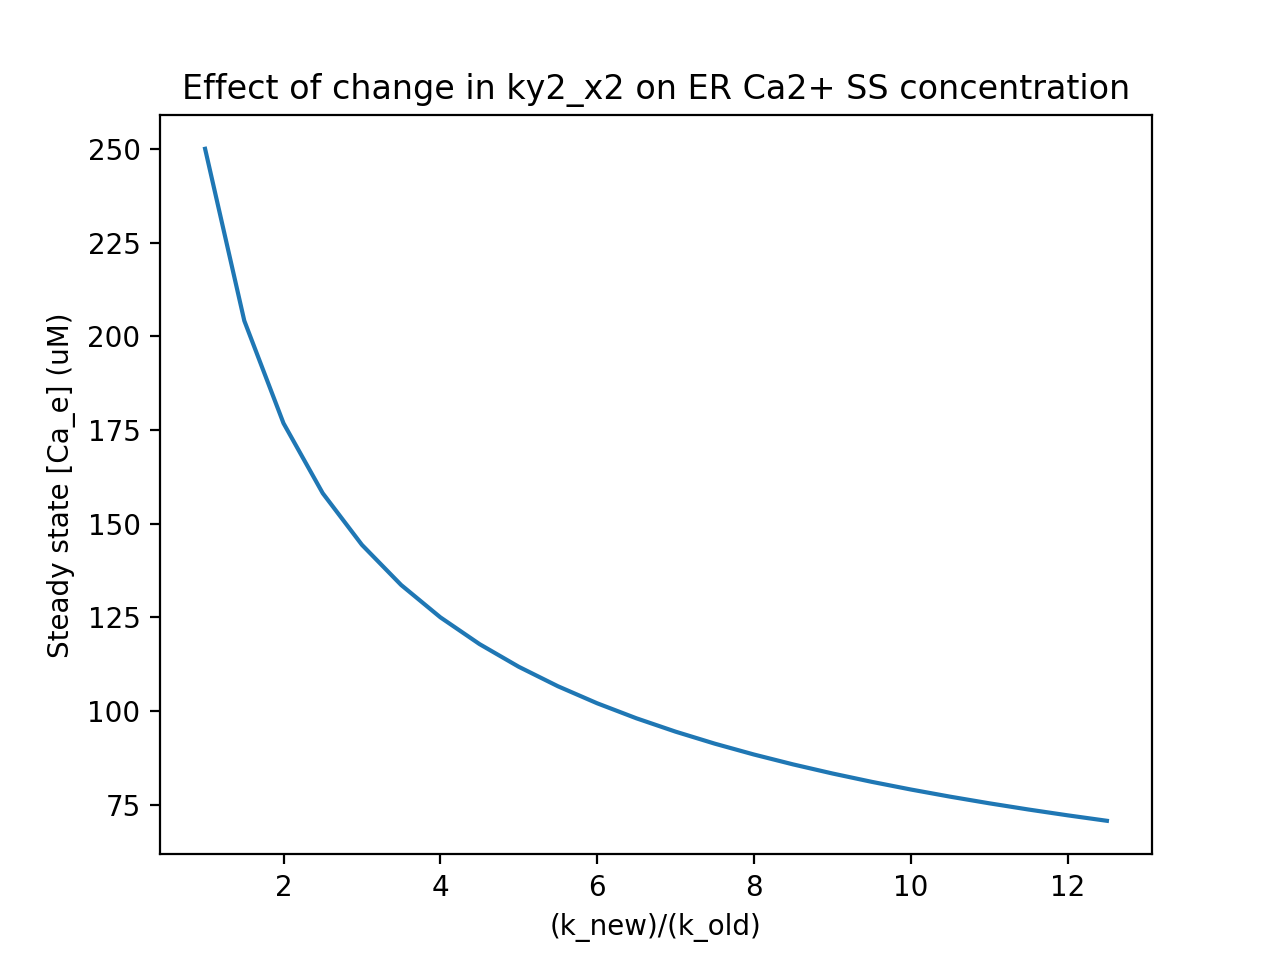 Effect of change in ky2_x2 on ER Ca2+ SS concentration
Steady state [Ca_e] (uM)
250
225
200
175
150
125
100
75
2 4 6 8 10 12
(k_new)/(k_old)